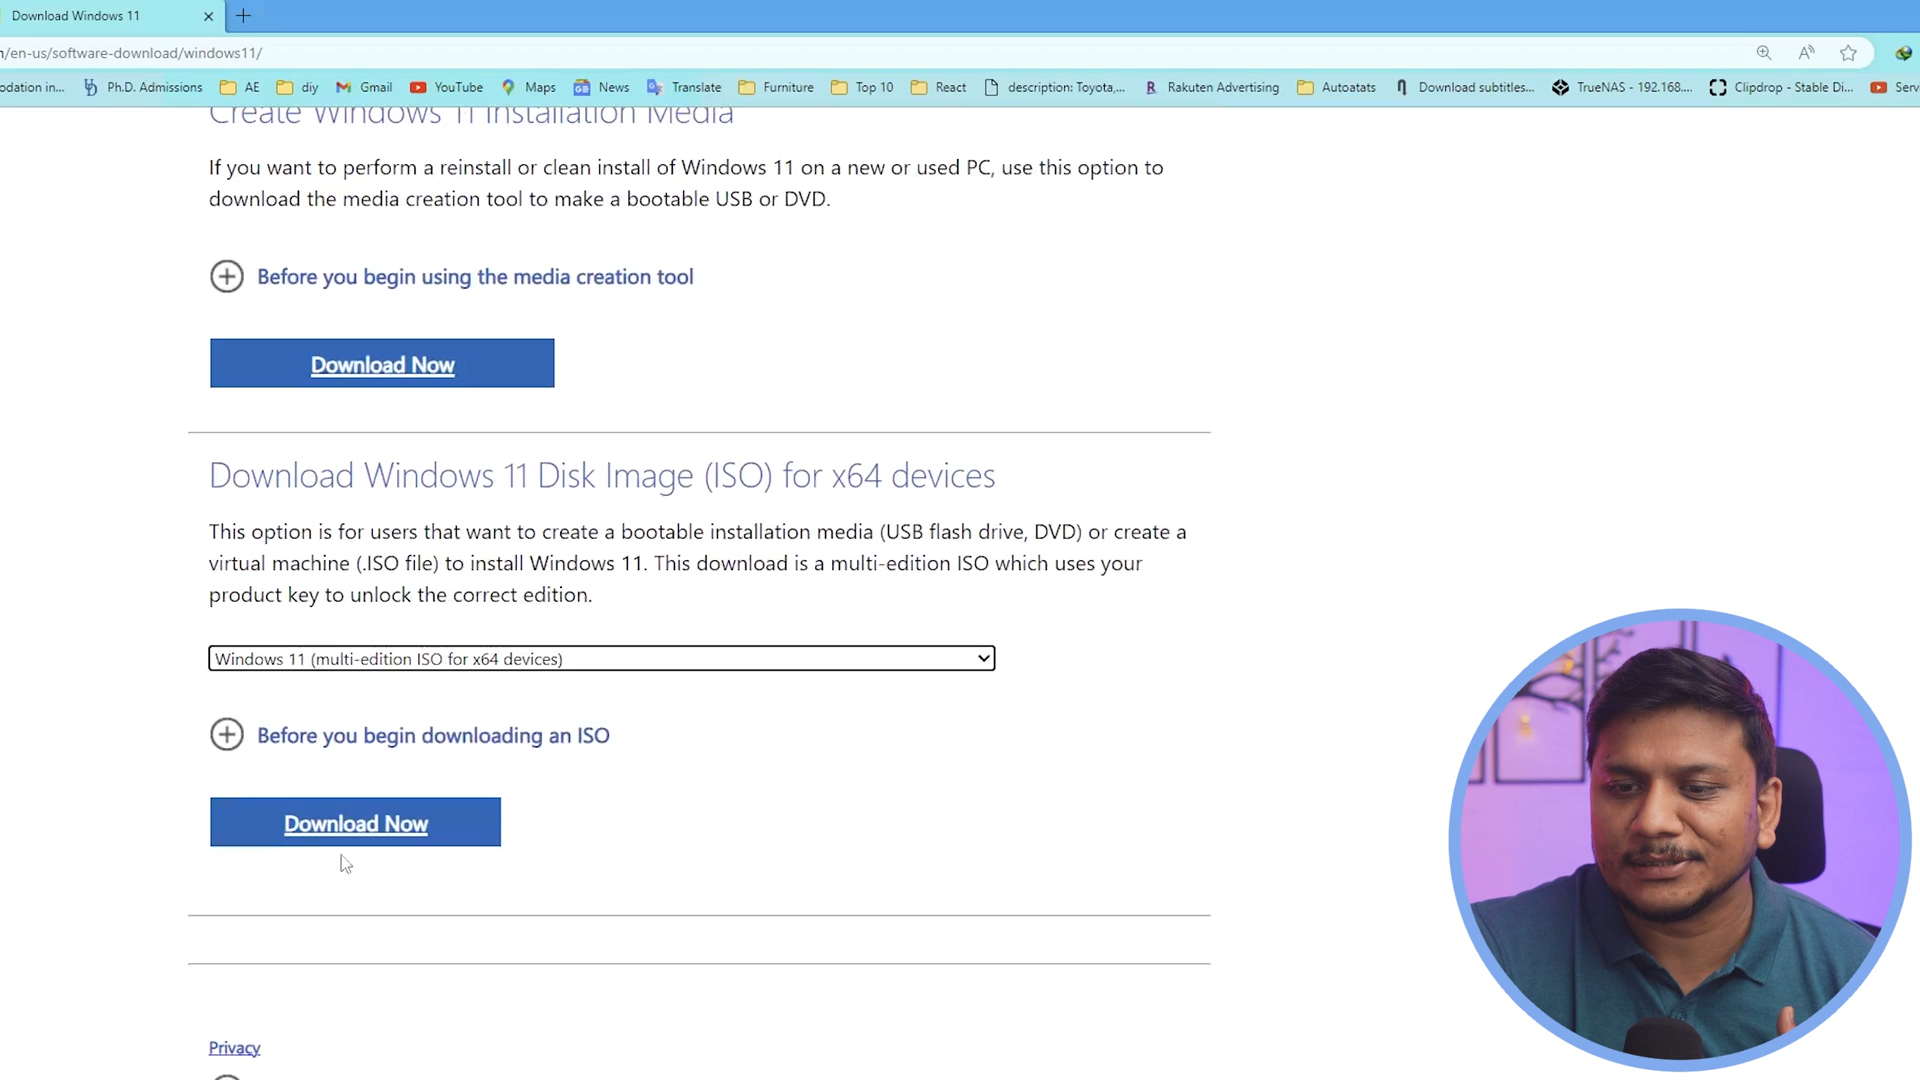 Download Windows 11
/en-us/software-download/windows11/
odation in... Ph.D. Admissions AE diy Gmail YouTube Maps News Translate Furniture Top 10 React description: Toyota,... Rakuten Advertising Autoatats Download subtitles... TrueNAS - 192.168.... Clipdrop - Stable Di... Serv
Create Windows 11 Installation Media
If you want to perform a reinstall or clean install of Windows 11 on a new or used PC, use this option to
download the media creation tool to make a bootable USB or DVD.
Before you begin using the media creation tool
Download Now
Download Windows 11 Disk Image (ISO) for x64 devices
This option is for users that want to create a bootable installation media (USB flash drive, DVD) or create a
virtual machine (.ISO file) to install Windows 11. This download is a multi-edition ISO which uses your
product key to unlock the correct edition.
Windows 11 (multi-edition ISO for x64 devices)
Before you begin downloading an ISO
Download Now
Privacy